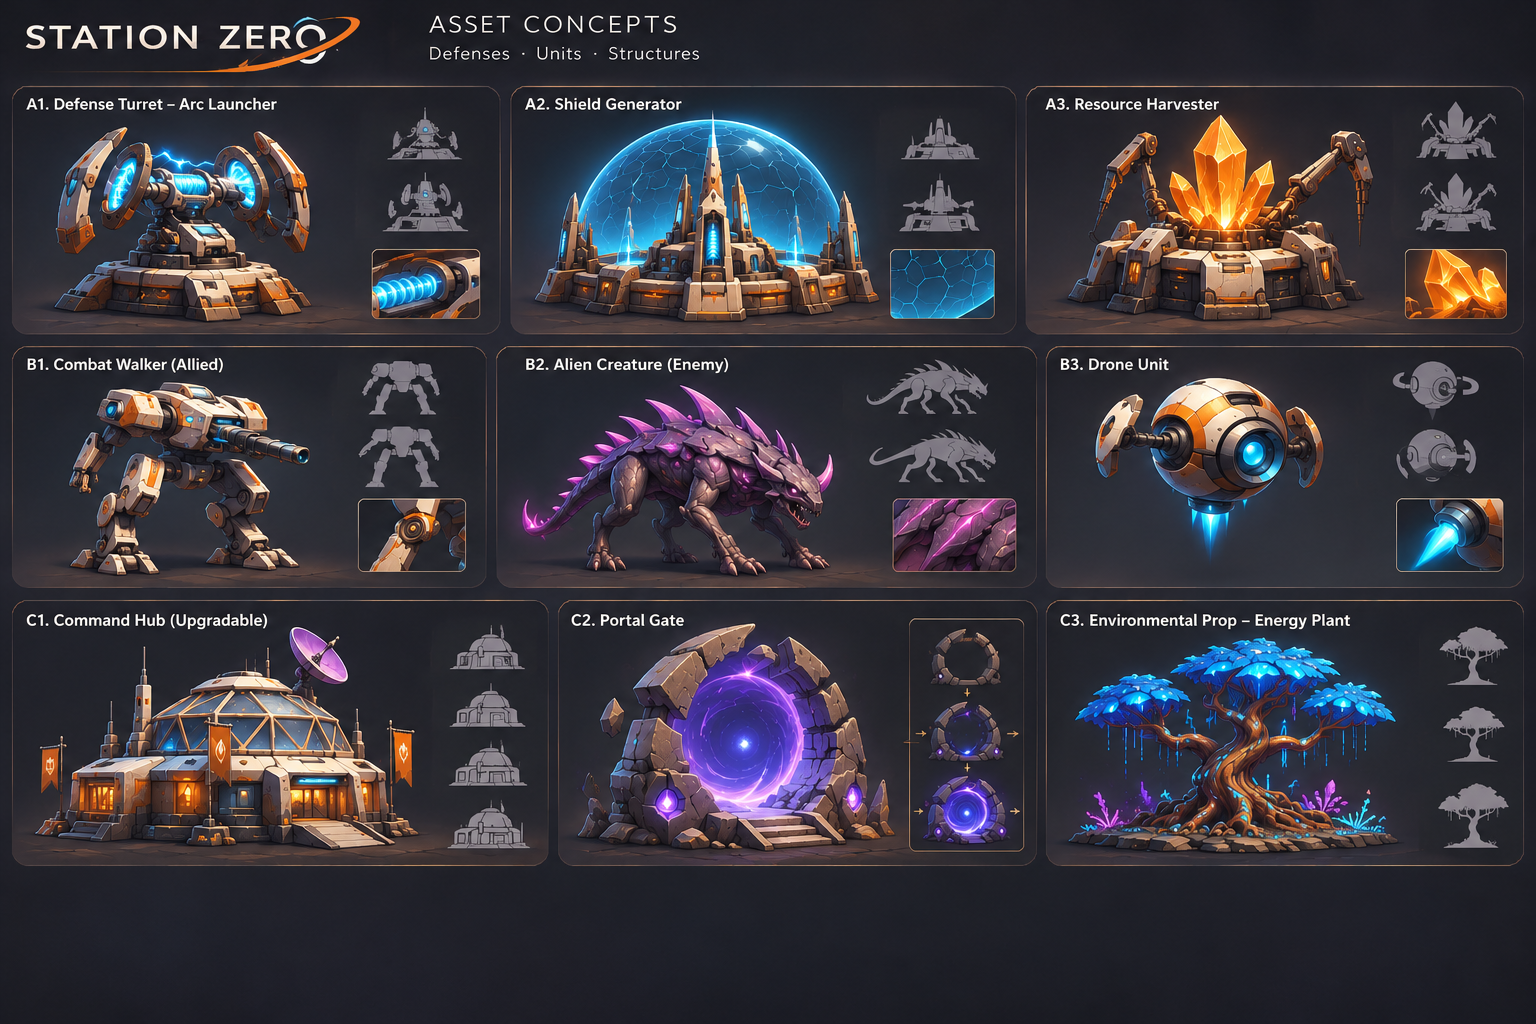 STATION ZERO
ASSET CONCEPTS
Defenses · Units · Structures
A1. Defense Turret – Arc Launcher
A2. Shield Generator
A3. Resource Harvester
B1. Combat Walker (Allied)
B2. Alien Creature (Enemy)
B3. Drone Unit
C1. Command Hub (Upgradable)
C2. Portal Gate
C3. Environmental Prop – Energy Plant